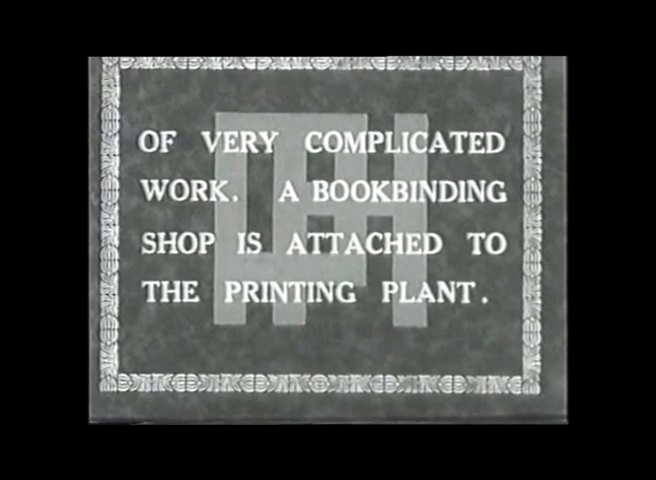 OF VERY COMPLICATED
WORK. A BOOKBINDING
SHOP IS ATTACHED TO
THE PRINTING PLANT.